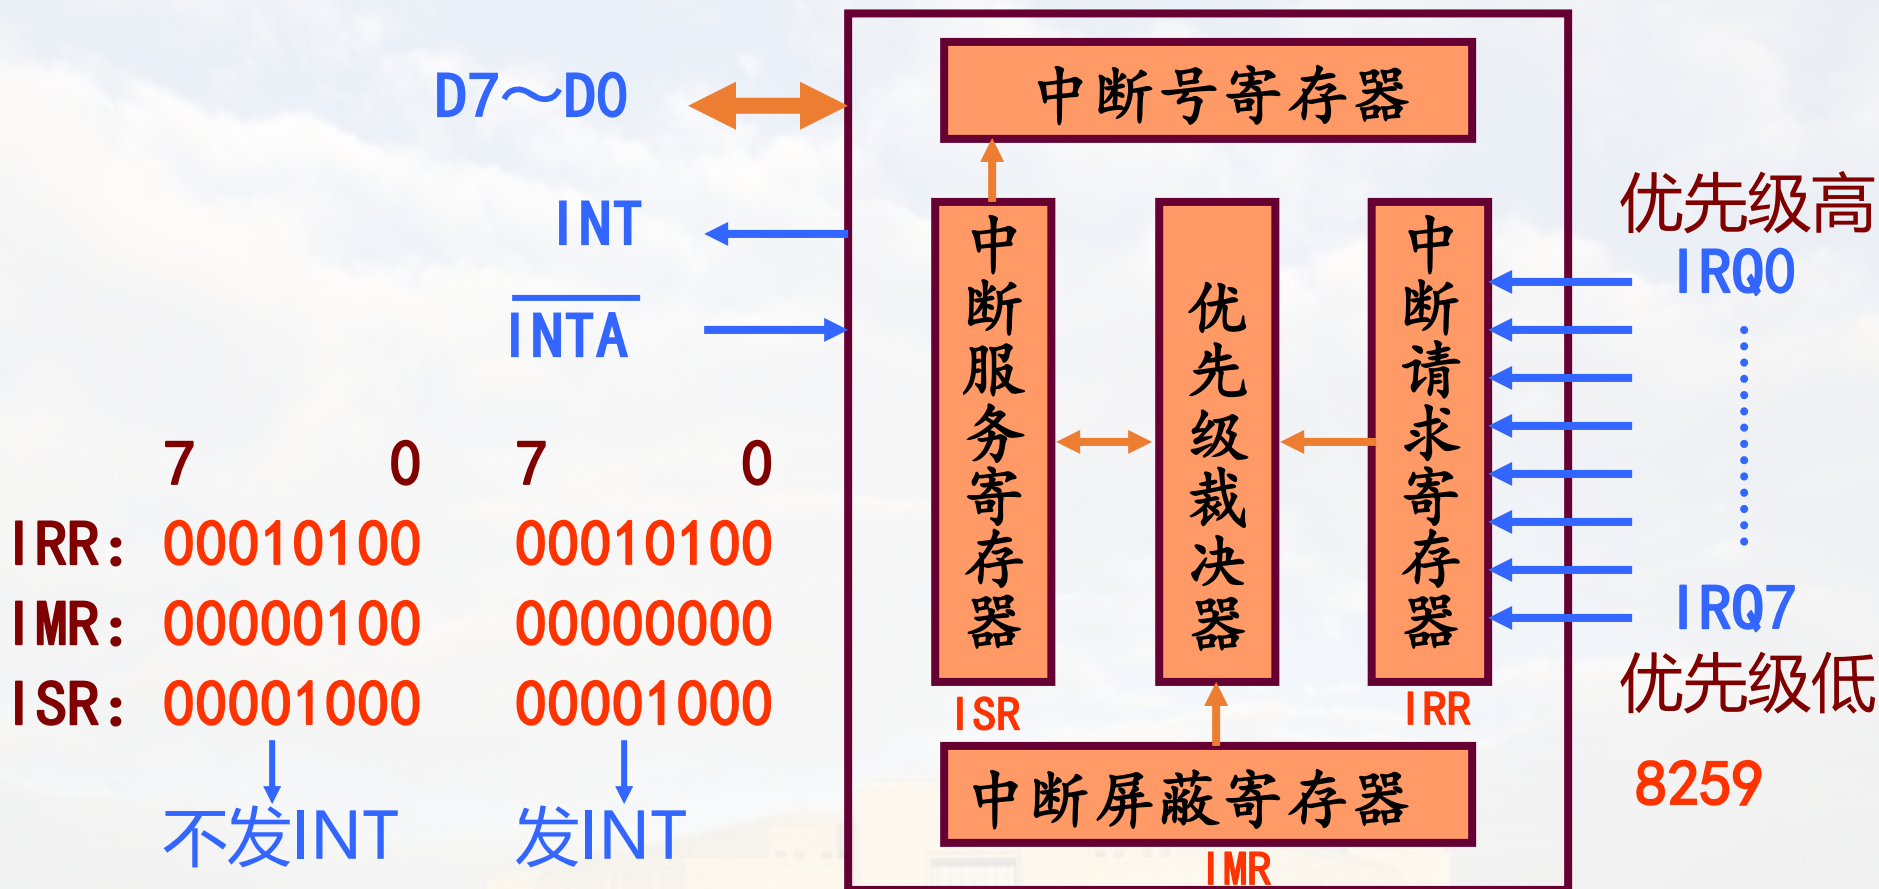 D7～D0
INT
INTA
7 0 7 0
IRR: 00010100 00010100
IMR: 00000100 00000000
ISR: 00001000 00001000
不发INT 发INT
中断号寄存器
中断服务寄存器
ISR
优先级裁决器
中断请求寄存器
IRR
中断屏蔽寄存器
IMR
优先级高
IRQ0
IRQ7
优先级低
8259